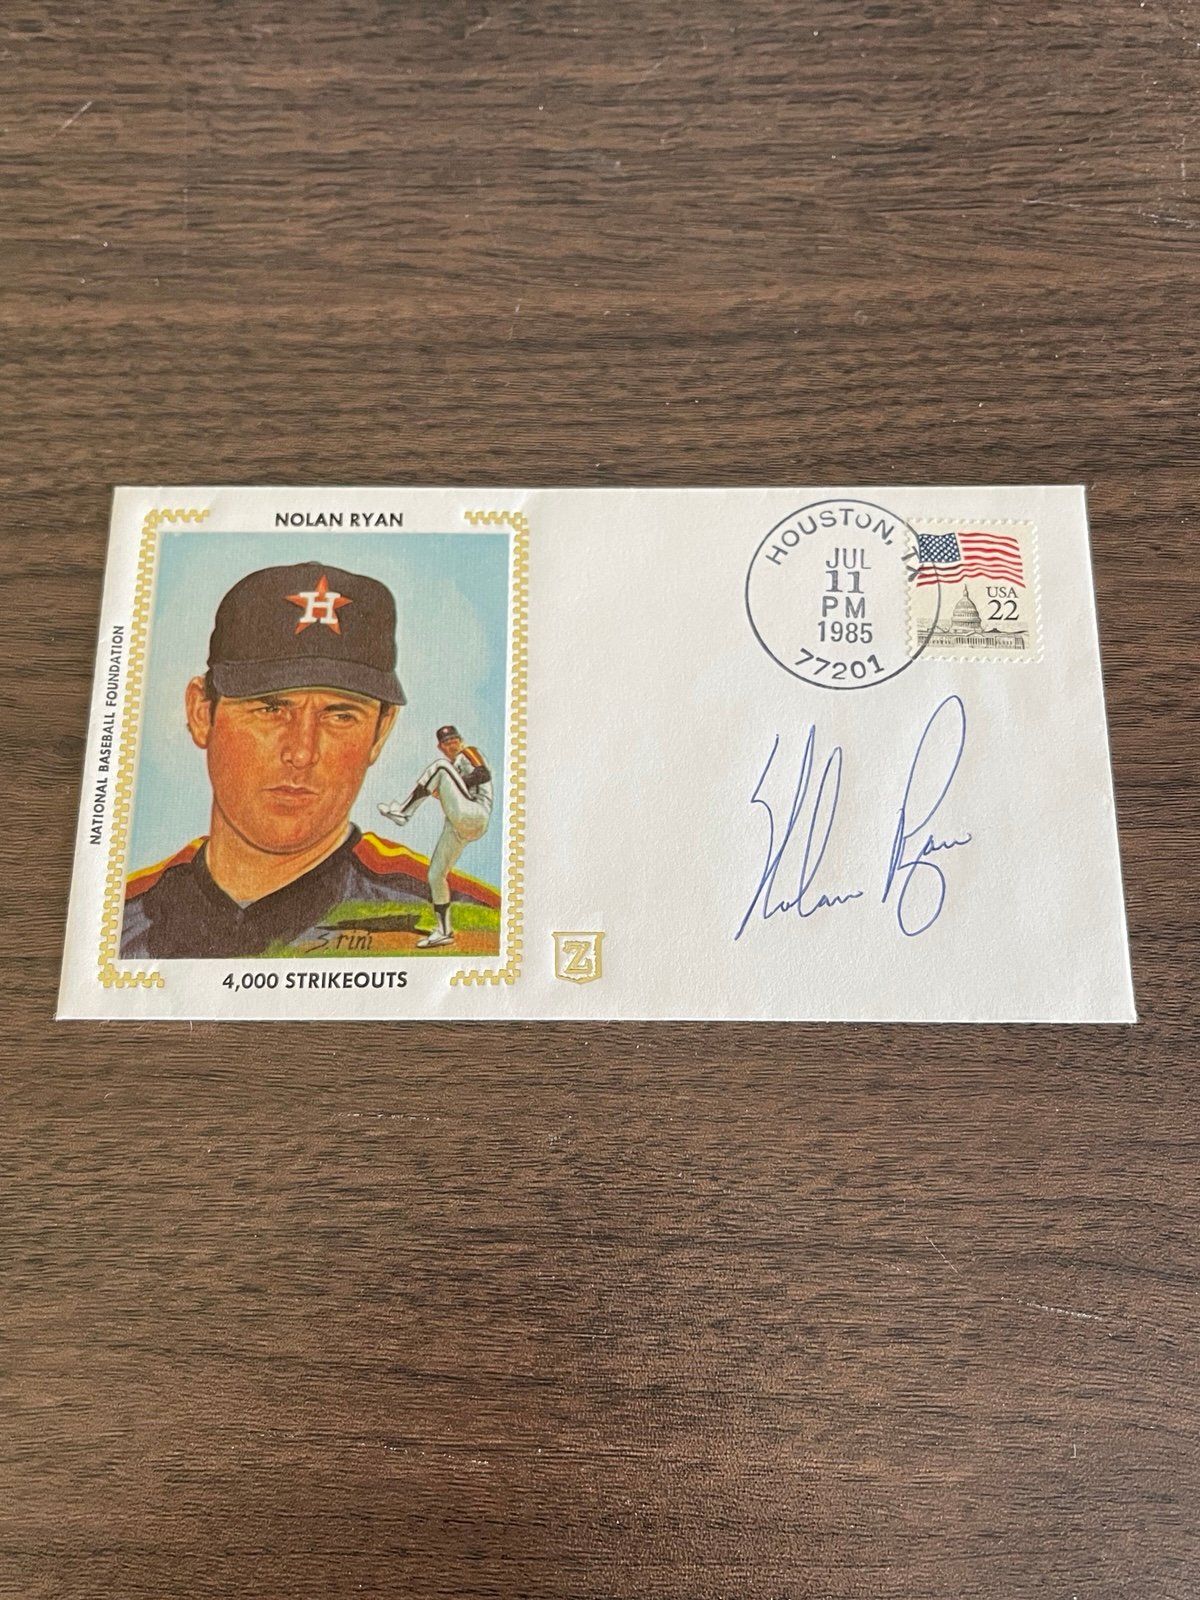 NOLAN RYAN
NATIONAL BASEBALL FOUNDATION
H
S. rini
4,000 STRIKEOUTS
Z
HOUSTON, TX
JUL
11
PM
1985
77201
USA
22
Nolan Ryan